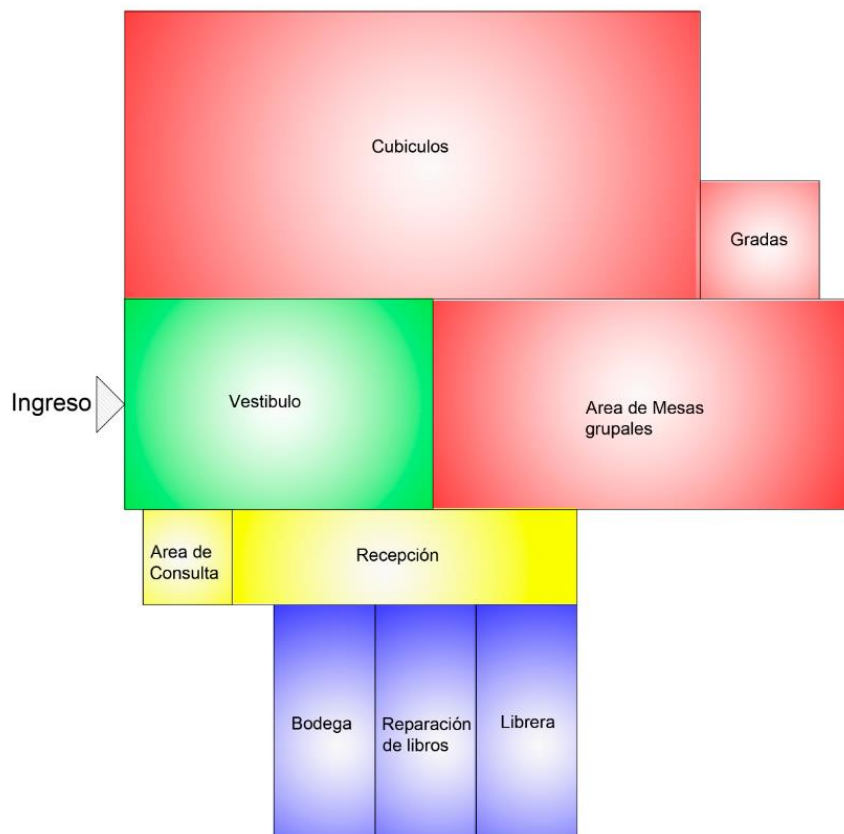 Cubiculos
Gradas
Ingreso
Vestibulo
Area de Mesas
grupales
Area de
Consulta
Recepción
Bodega
Reparación
de libros
Librera